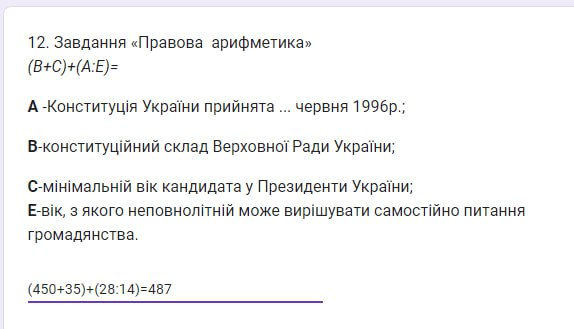 12. Завдання «Правова арифметика»
(В+С)+(А:Е)=
А -Конституція України прийнята ... червня 1996р.;
В-конституційний склад Верховної Ради України;
С-мінімальній вік кандидата у Президенти України;
Е-вік, з якого неповнолітній може вирішувати самостійно питання
громадянства.
(450+35)+(28:14)=487